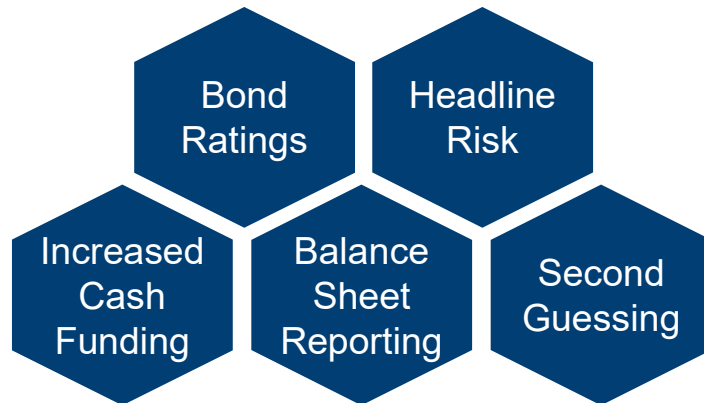 Bond
Ratings
Headline
Risk
Increased
Cash
Funding
Balance
Sheet
Reporting
Second
Guessing